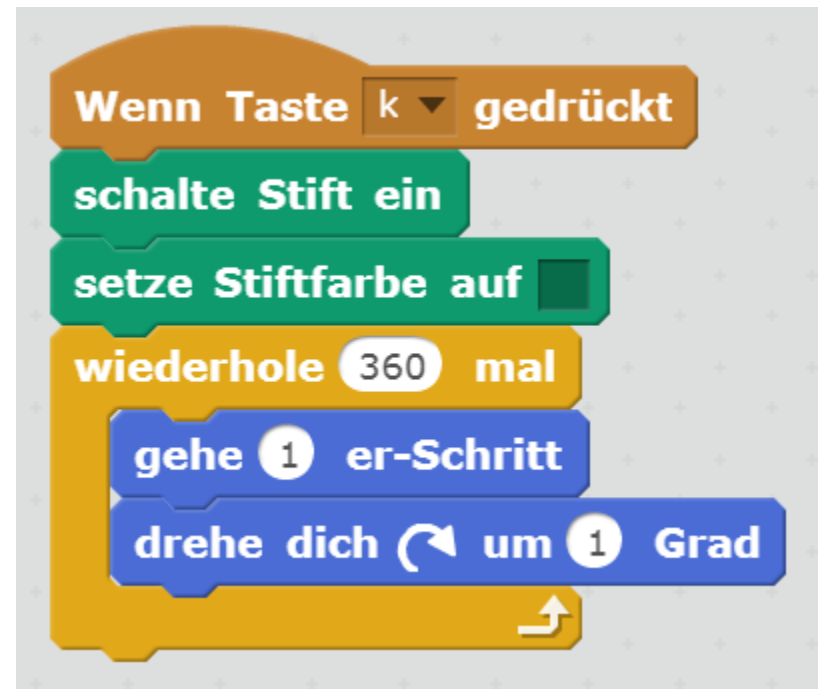 Wenn Taste k gedrückt
schalte Stift ein
setze Stiftfarbe auf
wiederhole 360 mal
gehe 1 er-Schritt
drehe dich um 1 Grad